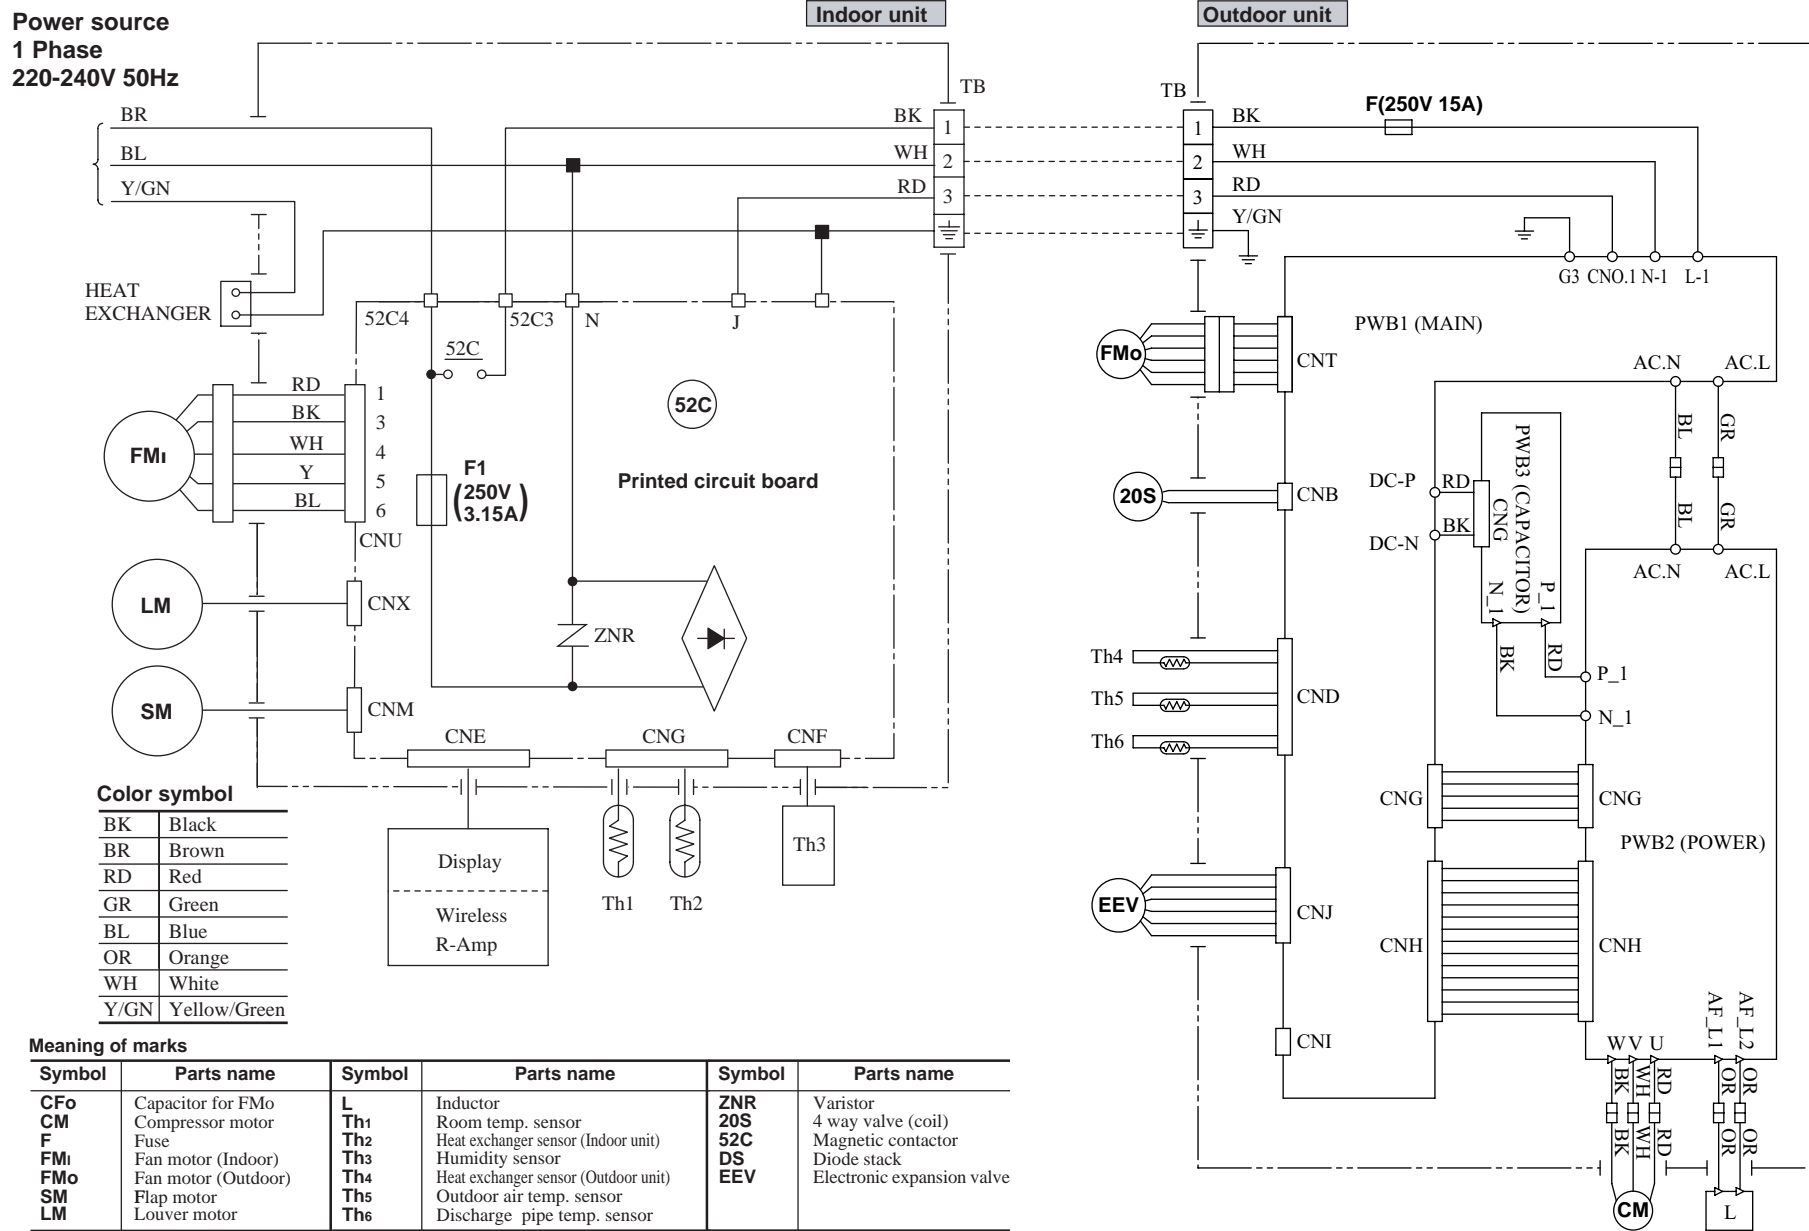 Power source
1 Phase
220-240V 50Hz
Indoor unit
Outdoor unit
TB
TB
F(250V 15A)
BR
BK
1
1
BK
BL
WH
2
2
WH
Y/GN
RD
3
3
RD
Y/GN
HEAT
EXCHANGER
52C4
52C3
N
J
G3 CNO.1 N-1 L-1
52C
PWB1 (MAIN)
FMo
CNT
AC.N
AC.L
RD
1
BK
3
WH
4
Y
5
BL
6
FMI
CNU
52C
F1
(250V
3.15A)
Printed circuit board
BL
GR
PWB3 (CAPACITOR)
CNG
DC-P
RD
20S
CNB
BK
DC-N
BL
GR
AC.N
AC.L
N_1
P_1
LM
CNX
ZNR
BK
RD
P_1
N_1
Th4
Th5
CND
Th6
SM
CNM
CNE
CNG
CNF
CNG
CNG
PWB2 (POWER)
Color symbol
BK Black
BR Brown
RD Red
GR Green
BL Blue
OR Orange
WH White
Y/GN Yellow/Green
Display
Wireless
R-Amp
Th1
Th2
Th3
EEV
CNJ
CNH
CNH
CNI
AF_L1
AF_L2
W V U
BK
WH
RD
OR
OR
BK
WH
RD
OR
OR
CM
L
Meaning of marks
Symbol Parts name Symbol Parts name Symbol Parts name
CFo Capacitor for FMo L Inductor ZNR Varistor
CM Compressor motor Th1 Room temp. sensor 20S 4 way valve (coil)
F Fuse Th2 Heat exchanger sensor (Indoor unit) 52C Magnetic contactor
FMI Fan motor (Indoor) Th3 Humidity sensor DS Diode stack
FMo Fan motor (Outdoor) Th4 Heat exchanger sensor (Outdoor unit) EEV Electronic expansion valve
SM Flap motor Th5 Outdoor air temp. sensor
LM Louver motor Th6 Discharge pipe temp. sensor